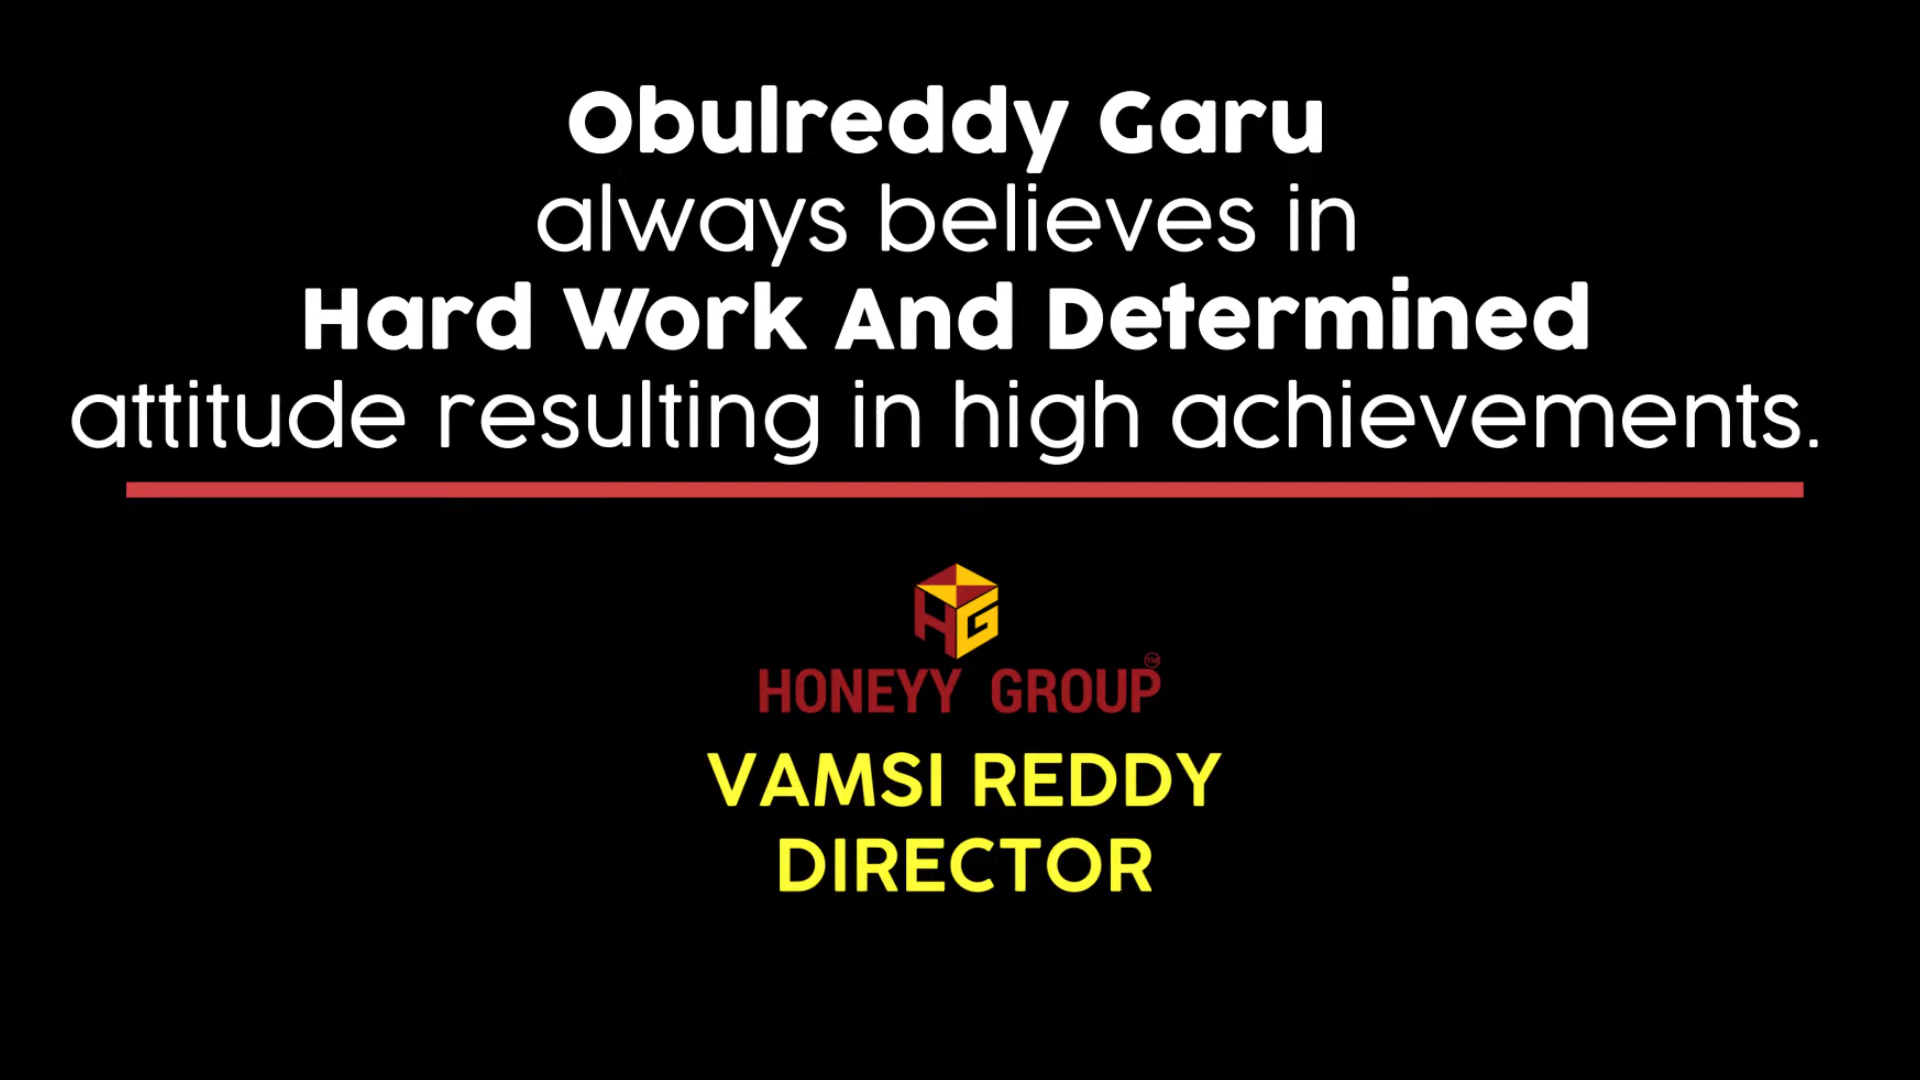 Obulreddy Garu
always believes in
Hard Work And Determined
attitude resulting in high achievements.
HG
HONEYY GROUP™
VAMSI REDDY
DIRECTOR